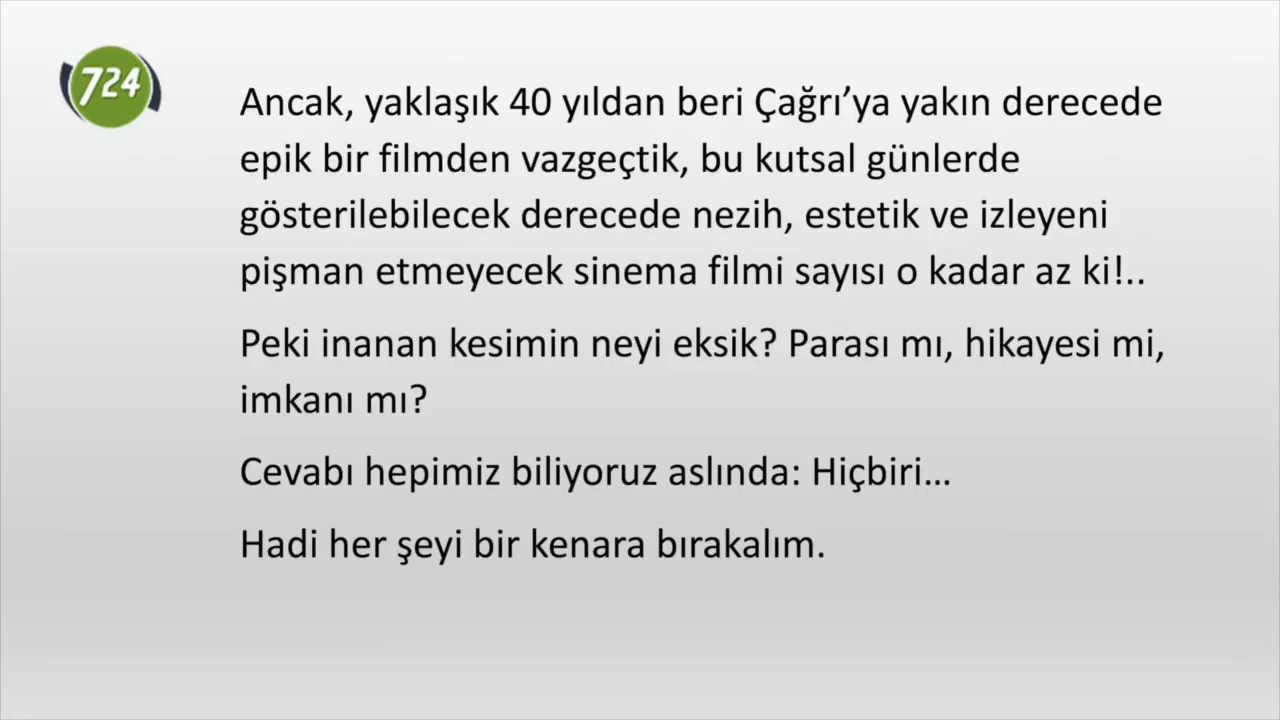 724
Ancak, yaklaşık 40 yıldan beri Çağrı’ya yakın derecede
epik bir filmden vazgeçtik, bu kutsal günlerde
gösterilebilecek derecede nezih, estetik ve izleyeni
pişman etmeyecek sinema filmi sayısı o kadar az ki!..
Peki inanan kesimin neyi eksik? Parası mı, hikayesi mi,
imkanı mı?
Cevabı hepimiz biliyoruz aslında: Hiçbiri…
Hadi her şeyi bir kenara bırakalım.